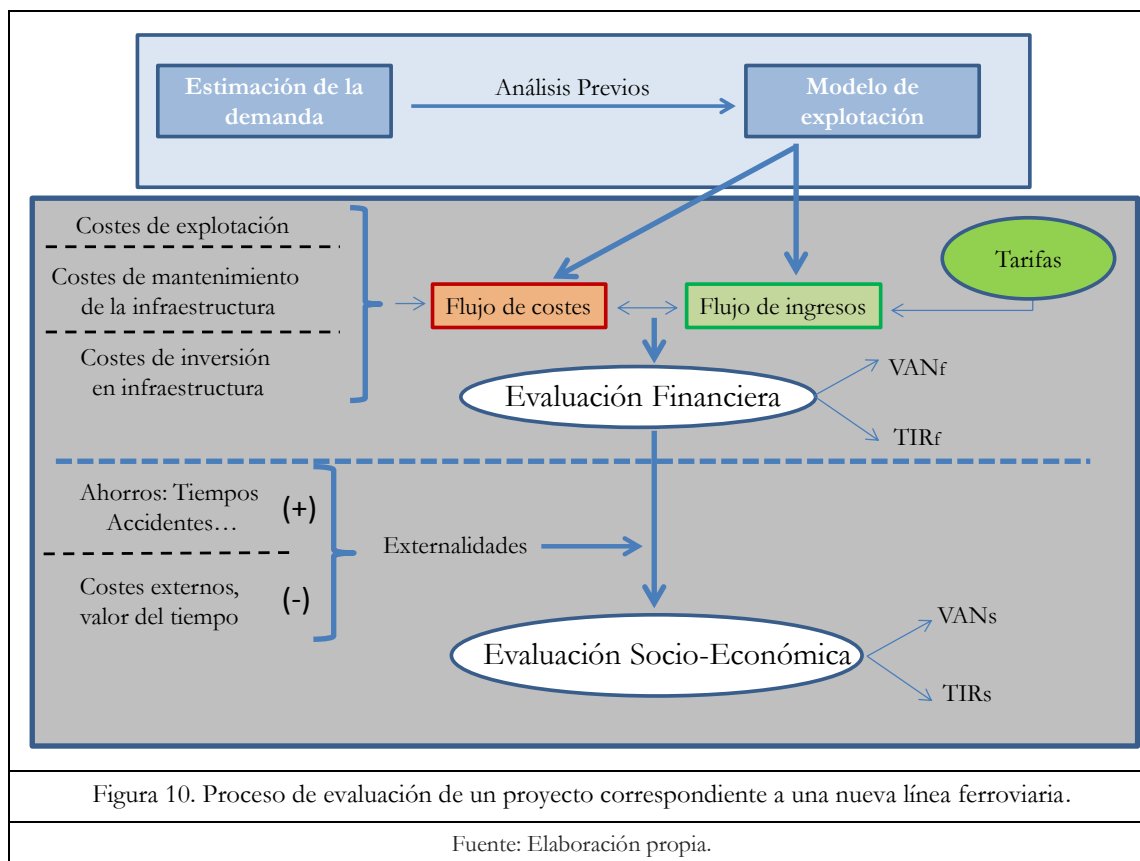 Estimación de la
demanda
Análisis Previos
Modelo de
explotación
Costes de explotación
Costes de mantenimiento
de la infraestructura
Costes de inversión
en infraestructura
Flujo de costes
Flujo de ingresos
Tarifas
Evaluación Financiera
VANf
TIRf
Ahorros: Tiempos
Accidentes…
(+)
Costes externos,
valor del tiempo
(-)
Externalidades
Evaluación Socio-Económica
VANs
TIRs
Figura 10. Proceso de evaluación de un proyecto correspondiente a una nueva línea ferroviaria.
Fuente: Elaboración propia.